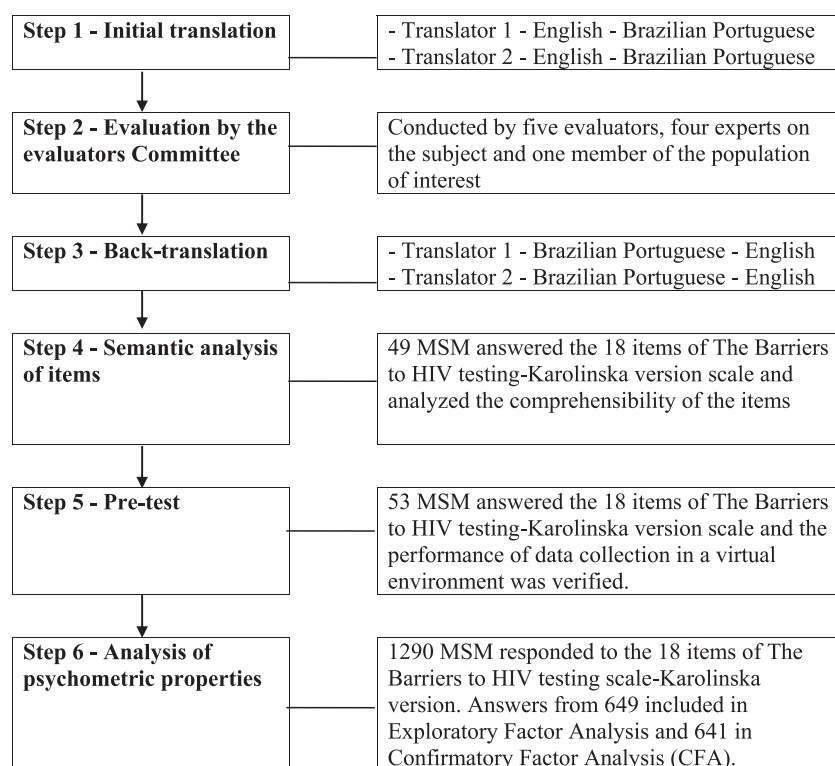 Step 1 - Initial translation
- Translator 1 - English - Brazilian Portuguese
- Translator 2 - English - Brazilian Portuguese
Step 2 - Evaluation by the
evaluators Committee
Conducted by five evaluators, four experts on
the subject and one member of the population
of interest
Step 3 - Back-translation
- Translator 1 - Brazilian Portuguese - English
- Translator 2 - Brazilian Portuguese - English
Step 4 - Semantic analysis
of items
49 MSM answered the 18 items of The Barriers
to HIV testing-Karolinska version scale and
analyzed the comprehensibility of the items
Step 5 - Pre-test
53 MSM answered the 18 items of The Barriers
to HIV testing-Karolinska version scale and the
performance of data collection in a virtual
environment was verified.
Step 6 - Analysis of
psychometric properties
1290 MSM responded to the 18 items of The
Barriers to HIV testing scale-Karolinska
version. Answers from 649 included in
Exploratory Factor Analysis and 641 in
Confirmatory Factor Analysis (CFA).